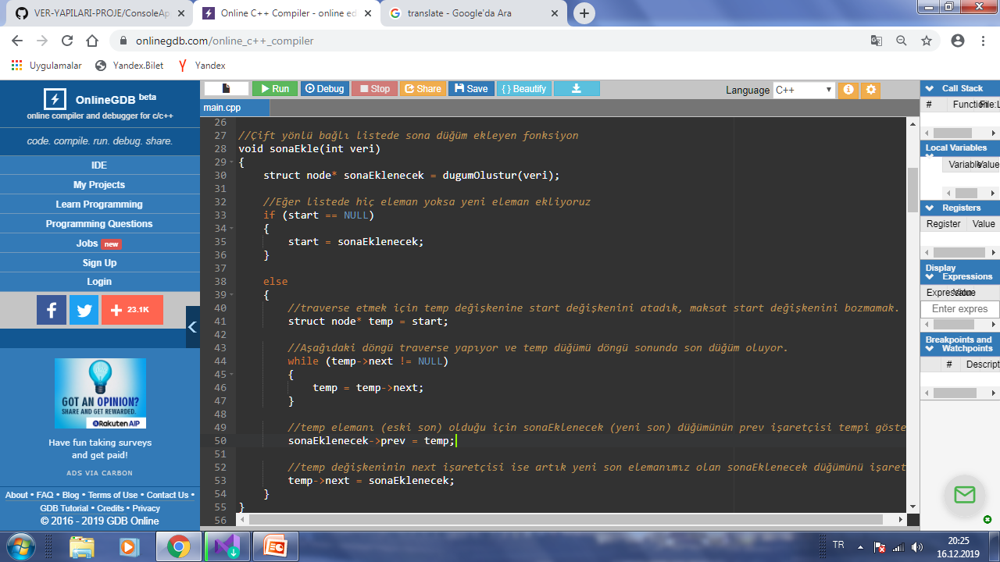 VER-YAPILARI-PROJE/ConsoleAp
Online C++ Compiler - online ed
translate - Google'da Ara
onlinegdb.com/online_c++_compiler
Uygulamalar
Yandex.Bilet
Yandex
OnlineGDB beta
online compiler and debugger for c/c++
code. compile. run. debug. share.
IDE
My Projects
Learn Programming
Programming Questions
Jobs new
Sign Up
Login
23.1K
GOT AN OPINION?
SHARE AND GET REWARDED.
Rakuten AIP
Have fun taking surveys
and get paid!
ADS VIA CARBON
About • FAQ • Blog • Terms of Use • Contact Us •
GDB Tutorial • Credits • Privacy
© 2016 - 2019 GDB Online
Run Debug Stop Share Save { } Beautify
Language C++
main.cpp
26
27 //Çift yönlü bağlı listede sona düğüm ekleyen fonksiyon
28 void sonaEkle(int veri)
29 {
30 struct node* sonaEklenecek = dugumOlustur(veri);
31
32 //Eğer listede hiç eleman yoksa yeni eleman ekliyoruz
33 if (start == NULL)
34 {
35 start = sonaEklenecek;
36 }
37
38 else
39 {
40 //traverse etmek için temp değişkenine start değişkenini atadık, maksat start değişkenini bozmamak.
41 struct node* temp = start;
42
43 //Aşağıdaki döngü traverse yapıyor ve temp düğümü döngü sonunda son düğüm oluyor.
44 while (temp->next != NULL)
45 {
46 temp = temp->next;
47 }
48
49 //temp elemanı (eski son) olduğu için sonaEklenecek (yeni son) düğümünün prev işaretçisi tempi göste
50 sonaEklenecek->prev = temp;
51
52 //temp değişkeninin next işaretçisi ise artık yeni son elemanımız olan sonaEklenecek düğümünü işaret
53 temp->next = sonaEklenecek;
54 }
55 }
56
Call Stack
# Function File:L
Local Variables
Variable Value
Registers
Register Value
Display
Expressions
Expression Value
Enter expres
Breakpoints and
Watchpoints
# Descript
TR
20:25
16.12.2019